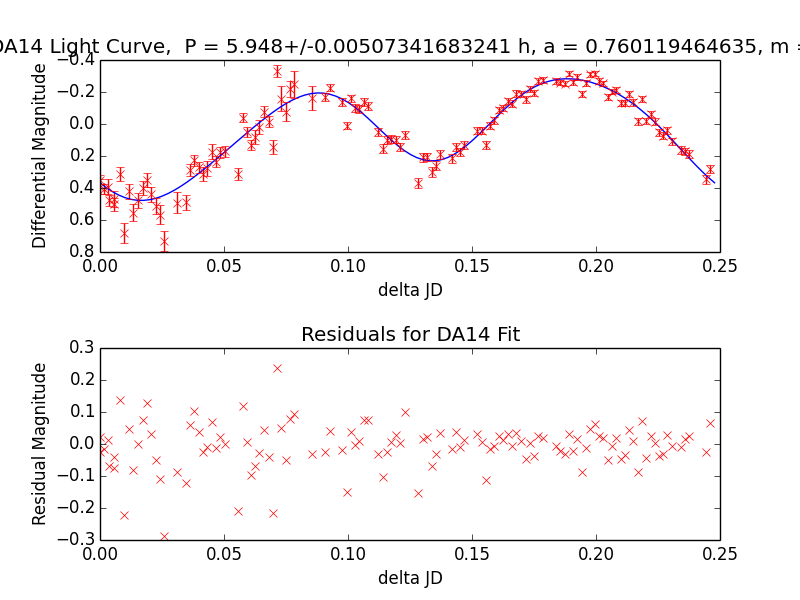 DA14 Light Curve,  P = 5.948+/-0.00507341683241 h, a = 0.760119464635, m =
−0.4
−0.2
0.0
0.2
0.4
0.6
0.8
Differential Magnitude
0.00 0.05 0.10 0.15 0.20 0.25
delta JD
Residuals for DA14 Fit
0.3
0.2
0.1
0.0
−0.1
−0.2
−0.3
Residual Magnitude
0.00 0.05 0.10 0.15 0.20 0.25
delta JD